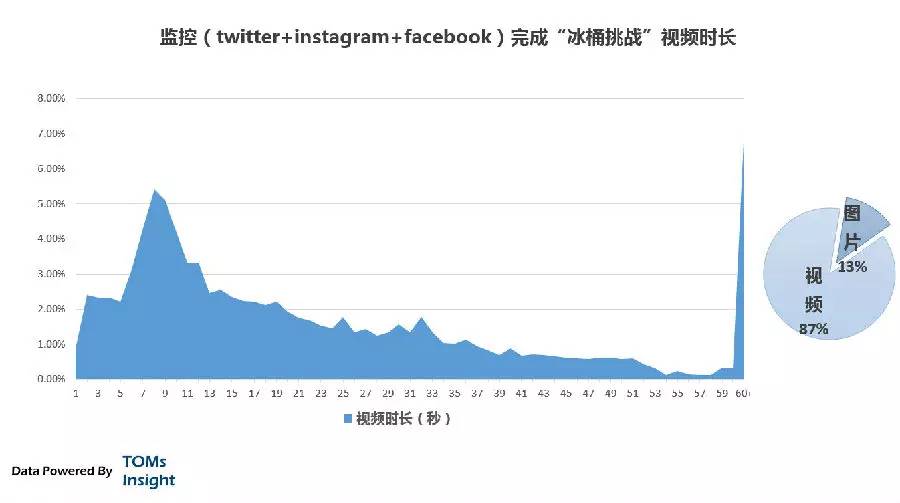 监控（twitter+instagram+facebook）完成“冰桶挑战”视频时长
8.00%
7.00%
6.00%
5.00%
4.00%
3.00%
2.00%
1.00%
0.00%
1 3 5 7 9 11 13 15 17 19 21 23 25 27 29 31 33 35 37 39 41 43 45 47 49 51 53 55 57 59 60+
视频时长（秒）
图片
13%
视频
87%
Data Powered By
TOMs
Insight